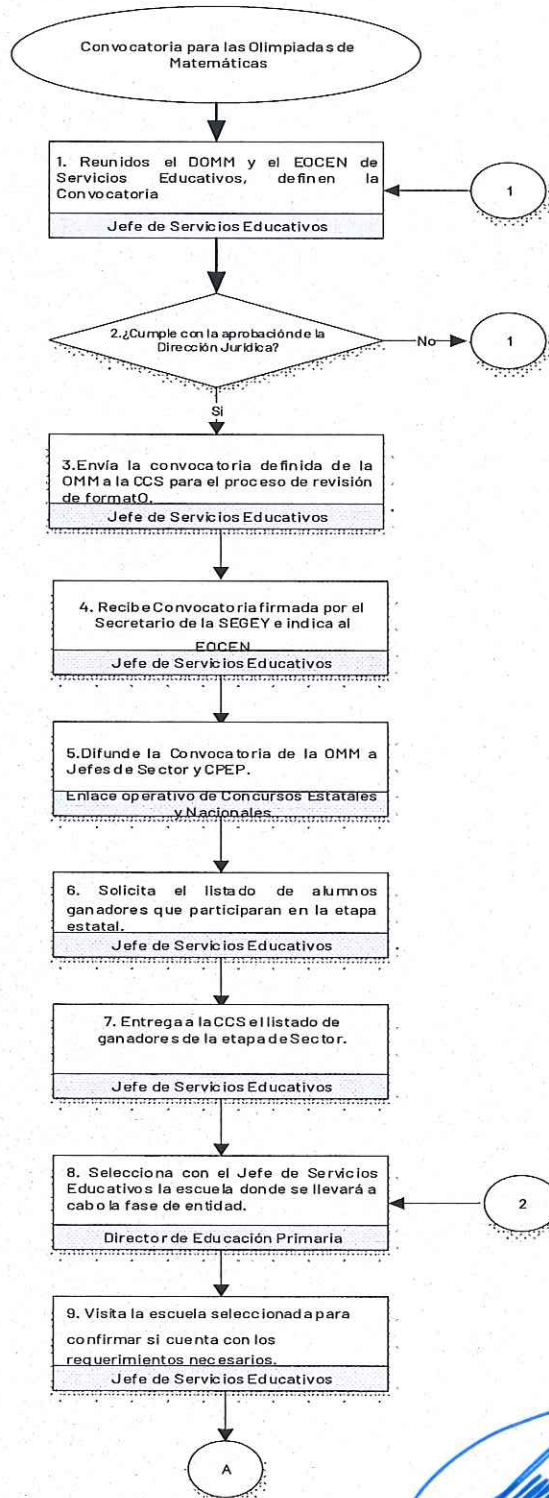 Convocatoria para las Olimpiadas de
Matemáticas
1. Reunidos el DOMM y el EOCEN de
Servicios Educativos, definen la
Convocatoria
Jefe de Servicios Educativos
1
2.¿Cumple con la aprobación de la
Dirección Jurídica?
No
1
Si
3.Envía la convocatoria definida de la
OMM a la CCS para el proceso de revisión
de formatO.
Jefe de Servicios Educativos
4. Recibe Convocatoria firmada por el
Secretario de la SEGEY e indica al
EOCEN
Jefe de Servicios Educativos
5.Difunde la Convocatoria de la OMM a
Jefes de Sector y CPEP.
Enlace operativo de Concursos Estatales
y Nacionales
6. Solicita el listado de alumnos
ganadores que participaran en la etapa
estatal.
Jefe de Servicios Educativos
7. Entrega a la CCS el listado de
ganadores de la etapa de Sector.
Jefe de Servicios Educativos
8. Selecciona con el Jefe de Servicios
Educativos la escuela donde se llevará a
cabo la fase de entidad.
Director de Educación Primaria
2
9. Visita la escuela seleccionada para
confirmar si cuenta con los
requerimientos necesarios.
Jefe de Servicios Educativos
A